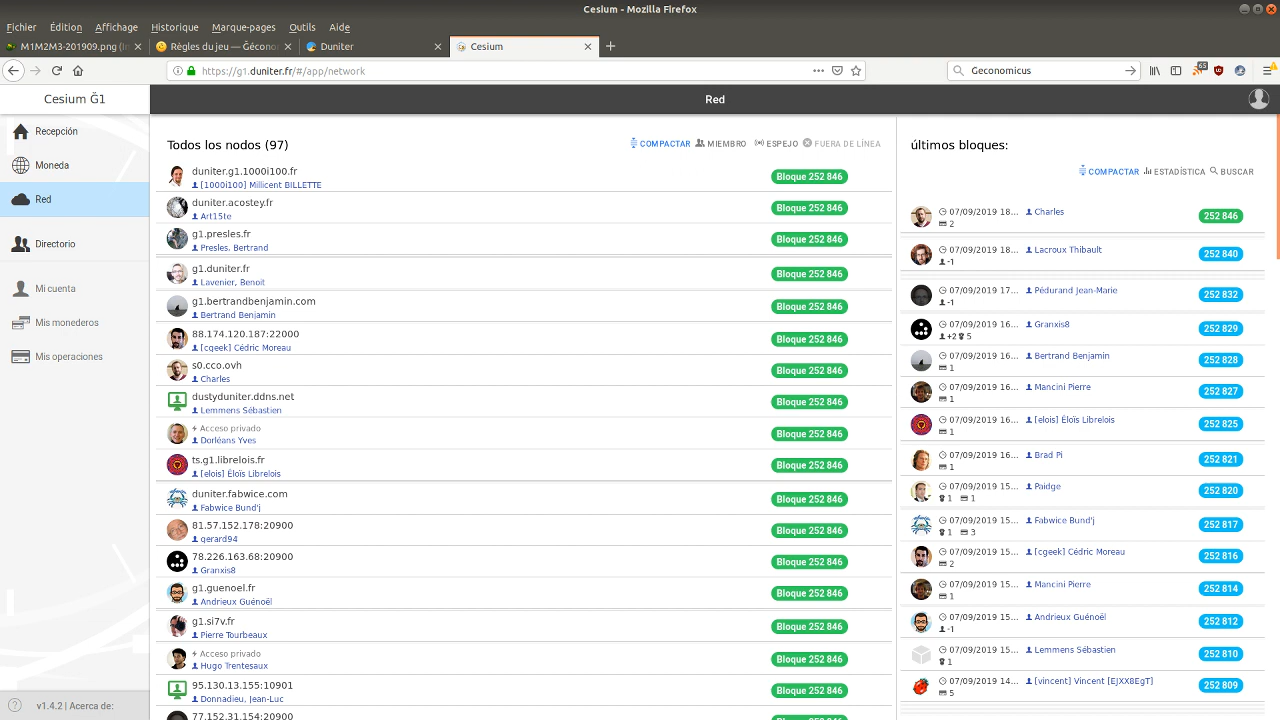 Cesium - Mozilla Firefox
Fichier Édition Affichage Historique Marque-pages Outils Aide
M1M2M3-201909.png (Im Règles du jeu — Ğécono Duniter Cesium
https://g1.duniter.fr/#/app/network Geconomicus 65
Cesium Ğ1
Red
Recepción
Moneda
Red
Directorio
Mi cuenta
Mis monederos
Mis operaciones
v1.4.2 | Acerca de:
Todos los nodos (97)
COMPACTAR MIEMBRO ESPEJO FUERA DE LÍNEA
duniter.g1.1000i100.fr
[1000i100] Millicent BILLETTE
Bloque 252 846
duniter.acostey.fr
Art15te
Bloque 252 846
g1.presles.fr
Presles, Bertrand
Bloque 252 846
g1.duniter.fr
Lavenier, Benoit
Bloque 252 846
g1.bertrandbenjamin.com
Bertrand Benjamin
Bloque 252 846
88.174.120.187:22000
[cgeek] Cédric Moreau
Bloque 252 846
s0.cco.ovh
Charles
Bloque 252 846
dustyduniter.ddns.net
Lemmens Sébastien
Bloque 252 846
Acceso privado
Dorléans Yves
Bloque 252 846
ts.g1.librelois.fr
[elois] Éloïs Librelois
Bloque 252 846
duniter.fabwice.com
Fabwice Bund'j
Bloque 252 846
81.57.152.178:20900
gerard94
Bloque 252 846
78.226.163.68:20900
Granxis8
Bloque 252 846
g1.guenoel.fr
Andrieux Guénoël
Bloque 252 846
g1.si7v.fr
Pierre Tourbeaux
Bloque 252 846
Acceso privado
Hugo Trentesaux
Bloque 252 846
95.130.13.155:10901
Donnadieu, Jean-Luc
Bloque 252 846
77.152.31.154:20900
Bloque 252 846
últimos bloques:
COMPACTAR ESTADÍSTICA BUSCAR
07/09/2019 18... Charles
2
252 846
07/09/2019 18... Lacroux Thibault
-1
252 840
07/09/2019 17... Pédurand Jean-Marie
-1
252 832
07/09/2019 16... Granxis8
+2 5
252 829
07/09/2019 16... Bertrand Benjamin
1
252 828
07/09/2019 16... Mancini Pierre
1
252 827
07/09/2019 16... [elois] Éloïs Librelois
1
252 825
07/09/2019 16... Brad Pi
1
252 821
07/09/2019 16... Paidge
1 1
252 820
07/09/2019 15... Fabwice Bund'j
1 3
252 817
07/09/2019 15... [cgeek] Cédric Moreau
2
252 816
07/09/2019 15... Mancini Pierre
1
252 814
07/09/2019 15... Andrieux Guénoël
-1
252 812
07/09/2019 15... Lemmens Sébastien
1
252 810
07/09/2019 14... [vincent] Vincent [EJXX8EgT]
5
252 809